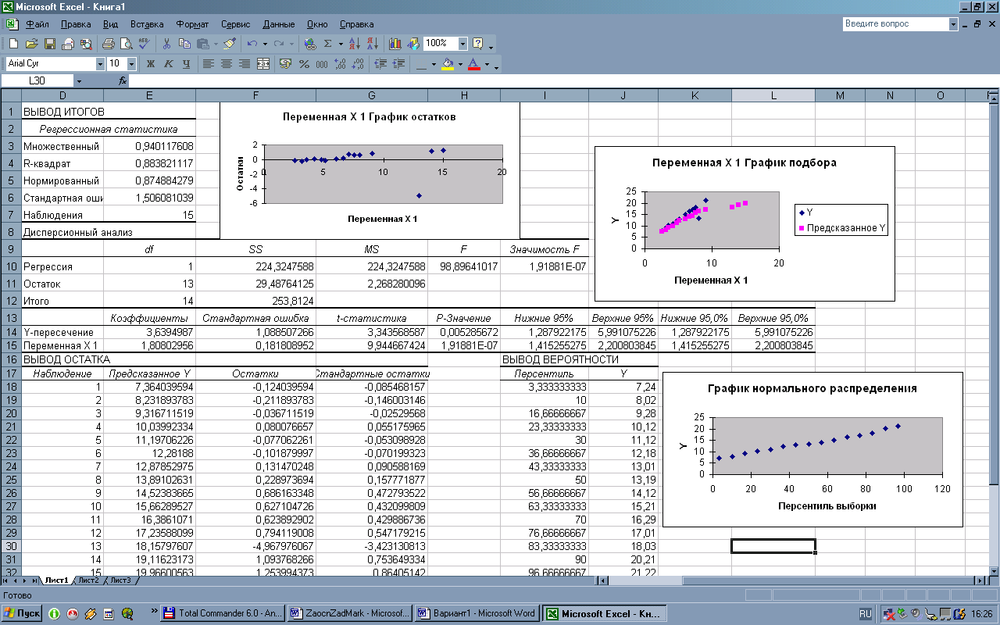 Microsoft Excel - Книга1
Файл Правка Вид Вставка Формат Сервис Данные Окно Справка
Введите вопрос
100%
Arial Cyr 10 Ж К Ч % 000
L30 fx
D E F G H I J K L M N O
1 ВЫВОД ИТОГОВ
2 Регрессионная статистика
3 Множественный 0,940117608
4 R-квадрат 0,883821117
5 Нормированный 0,874884279
6 Стандартная оши 1,506081039
7 Наблюдения 15
8 Дисперсионный анализ
Переменная X 1 График остатков
Остатки
2
0
-2
-4
-6
0 5 10 15 20
Переменная X 1
Переменная X 1 График подбора
Y
25
20
15
10
5
0
0 10 20
Переменная X 1
Y
Предсказанное Y
9 df SS MS F Значимость F
10 Регрессия 1 224,3247588 224,3247588 98,89641017 1,91881E-07
11 Остаток 13 29,48764125 2,268280096
12 Итого 14 253,8124
13 Коэффициенты Стандартная ошибка t-статистика P-Значение Нижние 95% Верхние 95% Нижние 95,0% Верхние 95,0%
14 Y-пересечение 3,6394987 1,088507266 3,343568587 0,005285672 1,287922175 5,991075226 1,287922175 5,991075226
15 Переменная X 1 1,80802956 0,181808952 9,944667424 1,91881E-07 1,415255275 2,200803845 1,415255275 2,200803845
16 ВЫВОД ОСТАТКА ВЫВОД ВЕРОЯТНОСТИ
17 Наблюдение Предсказанное Y Остатки Стандартные остатки Персентиль Y
18 1 7,364039594 -0,124039594 -0,085468157 3,333333333 7,24
19 2 8,231893783 -0,211893783 -0,146003146 10 8,02
20 3 9,316711519 -0,036711519 -0,02529568 16,66666667 9,28
21 4 10,03992334 0,080076657 0,055175965 23,33333333 10,12
22 5 11,19706226 -0,077062261 -0,053098928 30 11,12
23 6 12,28188 -0,101879997 -0,070199323 36,66666667 12,18
24 7 12,87852975 0,131470248 0,090588169 43,33333333 13,01
25 8 13,89102631 0,228973694 0,157771877 50 13,19
26 9 14,52383665 0,686163348 0,472793522 56,66666667 14,12
27 10 15,66289527 0,627104726 0,432099809 63,33333333 15,21
28 11 16,3861071 0,623892902 0,429886736 70 16,29
29 12 17,23588099 0,794119008 0,547179215 76,66666667 17,01
30 13 18,15797607 -4,967976067 -3,423130813 83,33333333 18,03
31 14 19,11623173 1,093768266 0,753649334 90 20,21
32 15 19,96600563 1,253994373 0,86405142 96,66666667 21,22
График нормального распределения
Y
25
20
15
10
5
0
0 20 40 60 80 100 120
Персентиль выборки
Лист1 Лист2 Лист3
Готово
Пуск » Total Commander 6.0 - An... ZaocnZadMark - Microsof... Вариант1 - Microsoft Word Microsoft Excel - Кн... RU 16:26